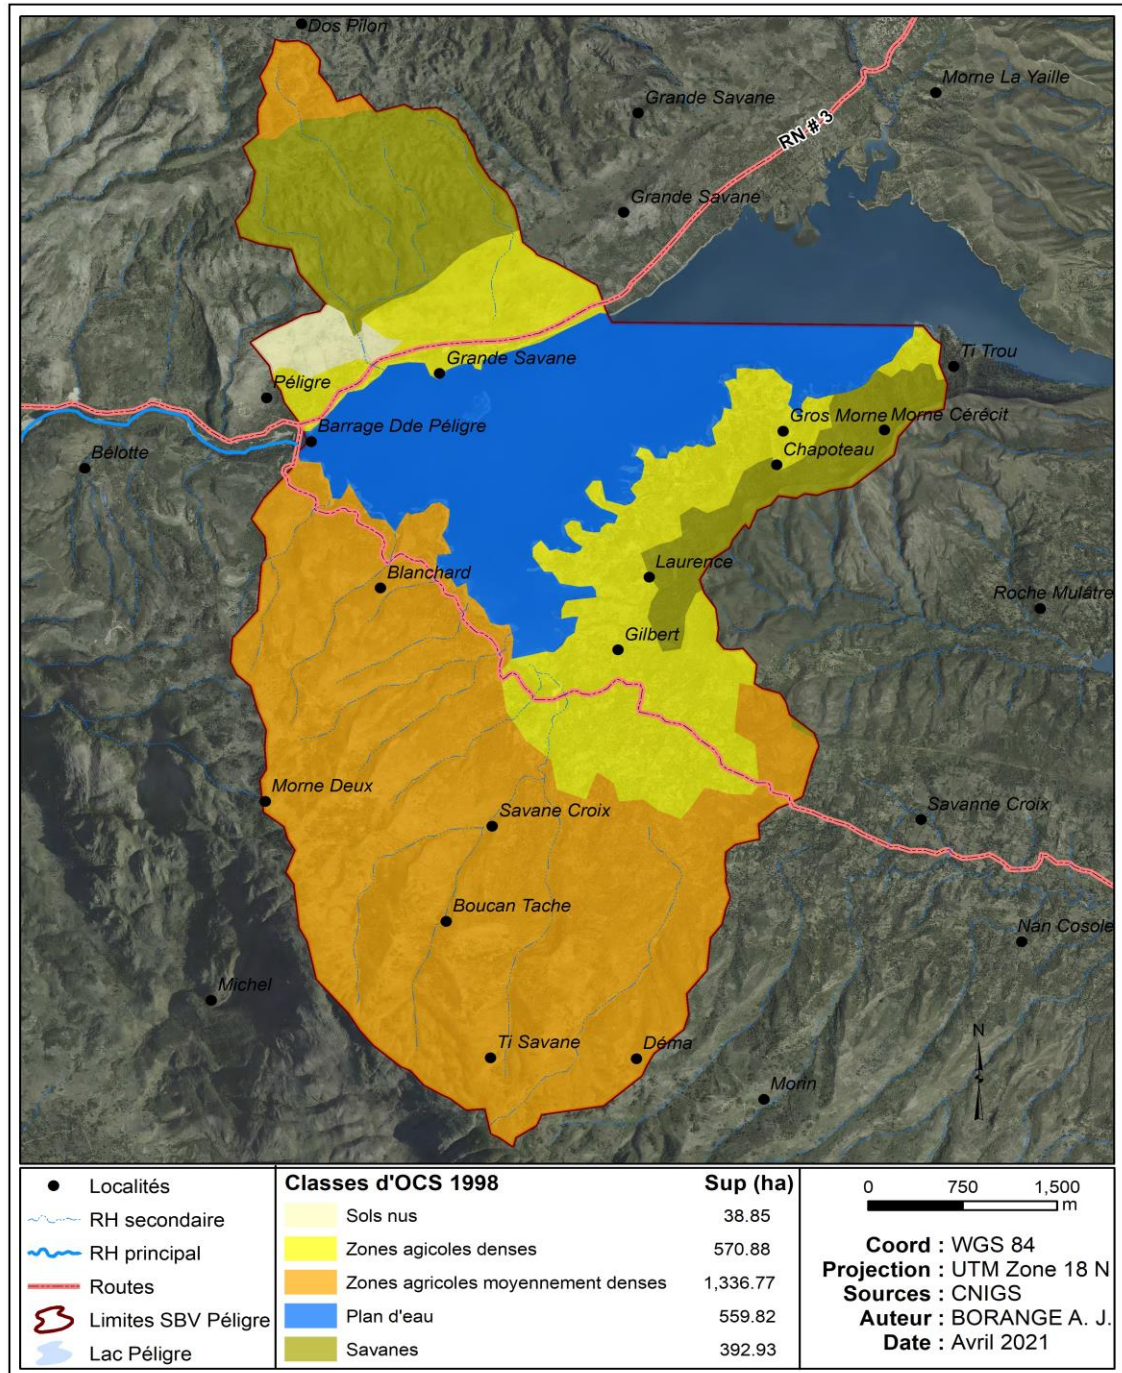 Dos Pilon
Morne La Yaille
Grande Savane
RN # 3
Grande Savane
Grande Savane
Ti Trou
Péligre
Gros Morne
Morne Cérécit
Barrage Dde Péligre
Bélotte
Chapoteau
Blanchard
Laurence
Roche Mulâtre
Gilbert
Morne Deux
Savane Croix
Savanne Croix
Boucan Tache
Nan Cosole
Michel
Ti Savane
Déma
Morin
N
Localités
RH secondaire
RH principal
Routes
Limites SBV Péligre
Lac Péligre
Classes d'OCS 1998 Sup (ha)
Sols nus 38.85
Zones agicoles denses 570.88
Zones agricoles moyennement denses 1,336.77
Plan d'eau 559.82
Savanes 392.93
0 750 1,500
m
Coord : WGS 84
Projection : UTM Zone 18 N
Sources : CNIGS
Auteur : BORANGE A. J.
Date : Avril 2021